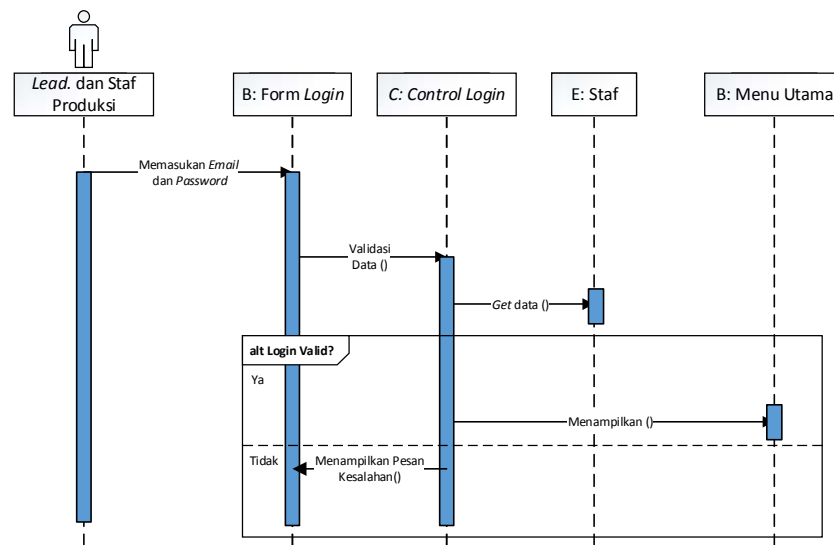 Lead. dan Staf
Produksi
B: Form Login
C: Control Login
E: Staf
B: Menu Utama
Memasukan Email
dan Password
Validasi
Data ()
Get data ()
alt Login Valid?
Ya
Menampilkan ()
Tidak
Menampilkan Pesan
Kesalahan()